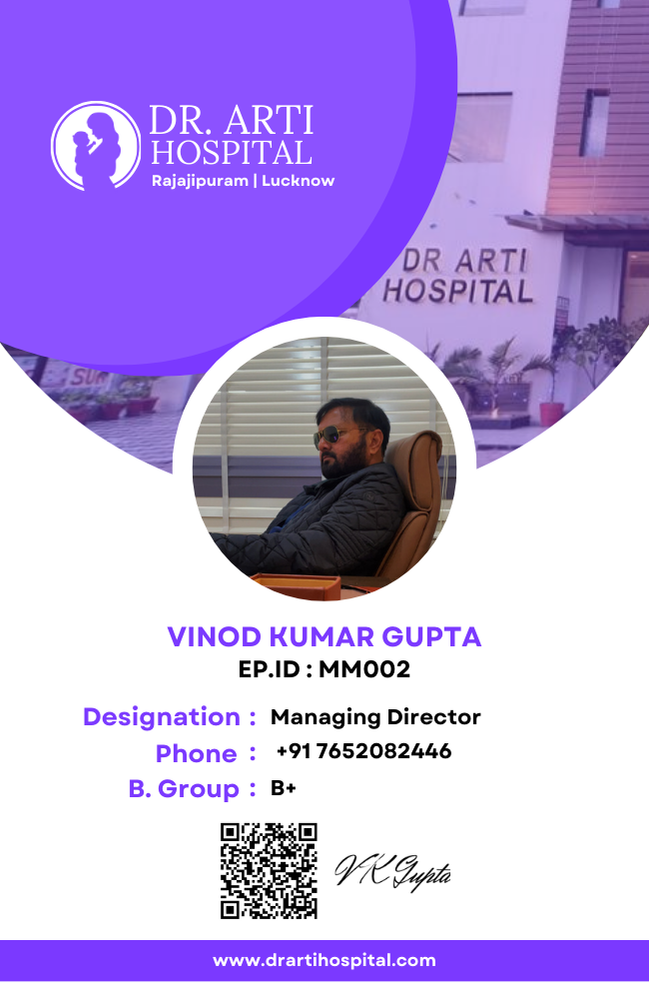 DR. ARTI
HOSPITAL
Rajajipuram | Lucknow
DR ARTI
HOSPITAL
SUR
VINOD KUMAR GUPTA
EP.ID : MM002
Designation : Managing Director
Phone : +91 7652082446
B. Group : B+
VK Gupta
www.drartihospital.com